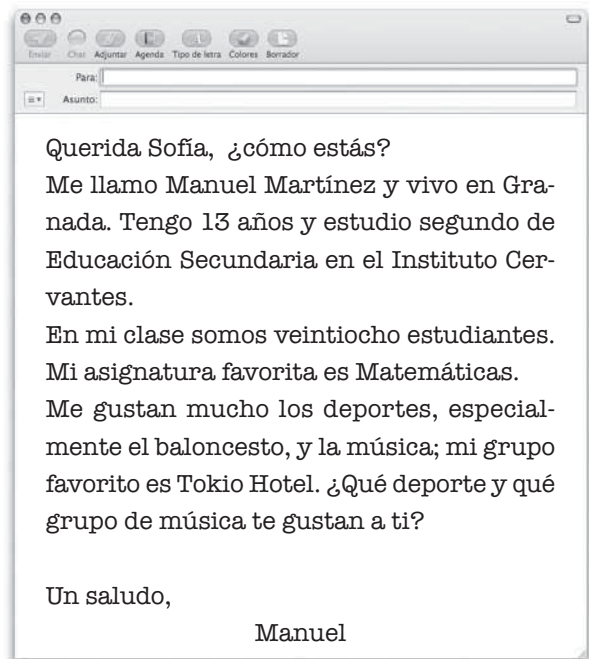 Enviar Chat Adjuntar Agenda Tipo de letra Colores Borrador
Para:
Asunto:
Querida Sofía, ¿cómo estás?
Me llamo Manuel Martínez y vivo en Gra-
nada. Tengo 13 años y estudio segundo de
Educación Secundaria en el Instituto Cer-
vantes.
En mi clase somos veintiocho estudiantes.
Mi asignatura favorita es Matemáticas.
Me gustan mucho los deportes, especial-
mente el baloncesto, y la música; mi grupo
favorito es Tokio Hotel. ¿Qué deporte y qué
grupo de música te gustan a ti?
Un saludo,
Manuel